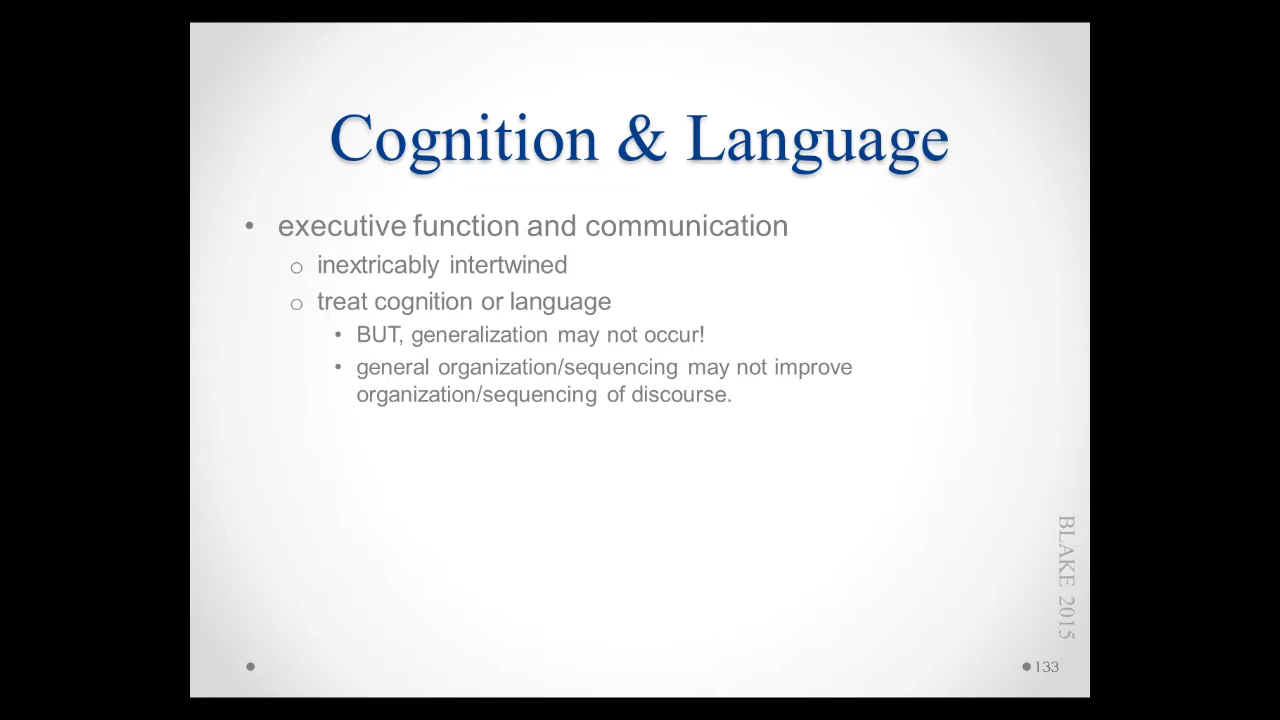 Cognition & Language
• executive function and communication
o inextricably intertwined
o treat cognition or language
• BUT, generalization may not occur!
• general organization/sequencing may not improve
organization/sequencing of discourse.
BLAKE 2015
133